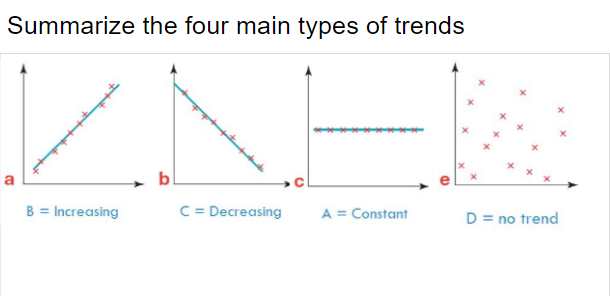 Summarize the four main types of trends
a
b
c
e
B = Increasing
C = Decreasing
A = Constant
D = no trend